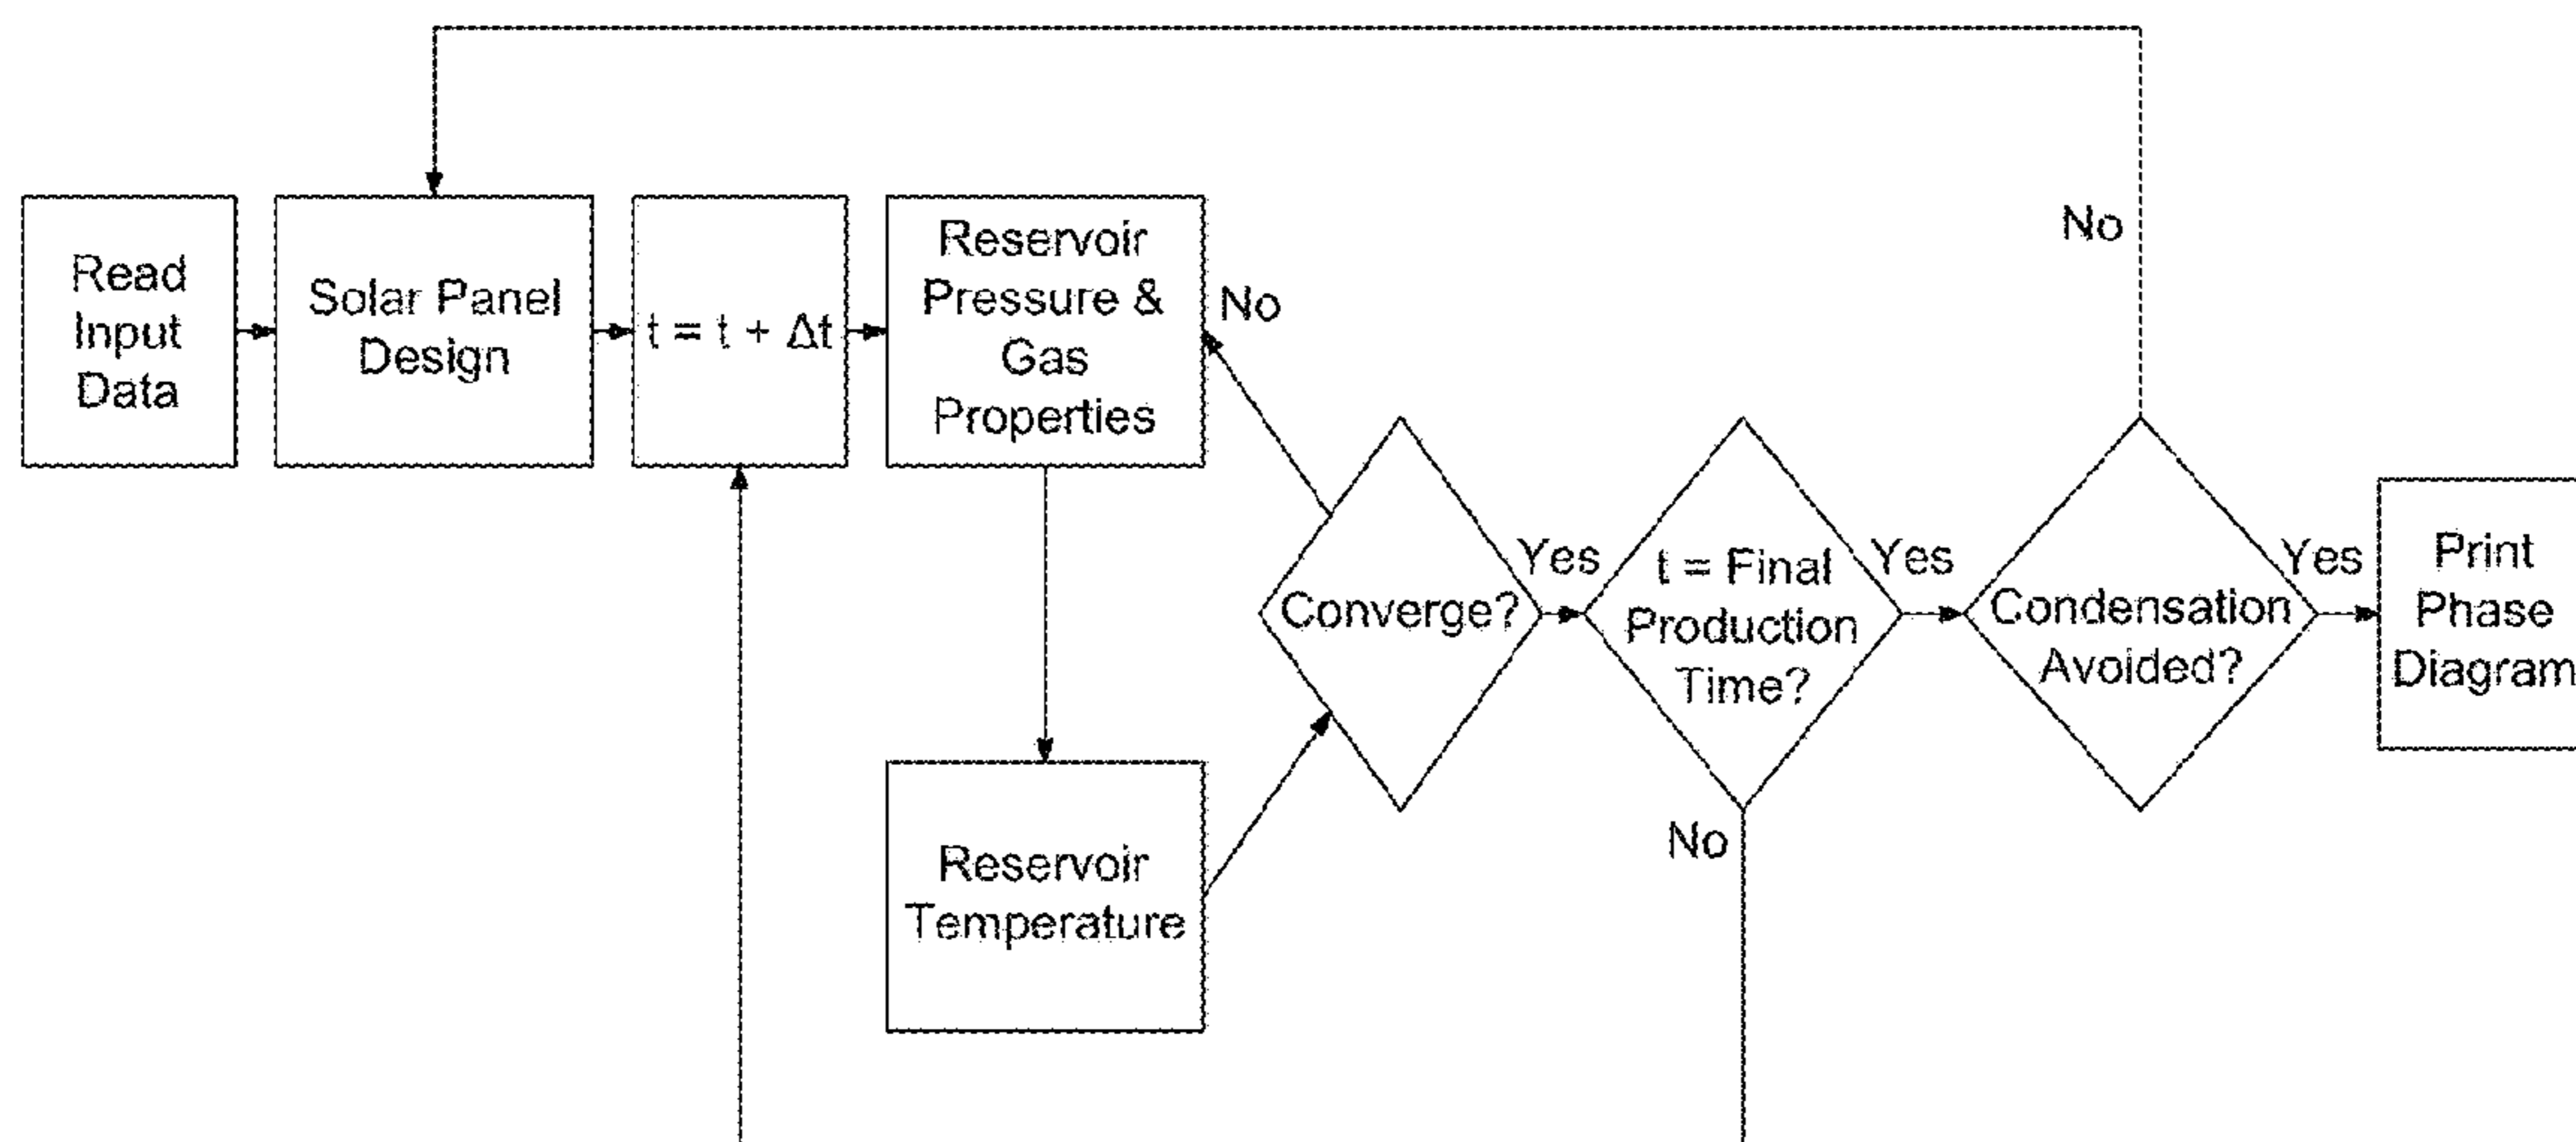 Read
Input
Data
Solar Panel
Design
t = t + Δt
Reservoir
Pressure &
Gas
Properties
No
Reservoir
Temperature
Converge?
Yes
t = Final
Production
Time?
No
Yes
Condensation
Avoided?
No
Yes
Print
Phase
Diagram